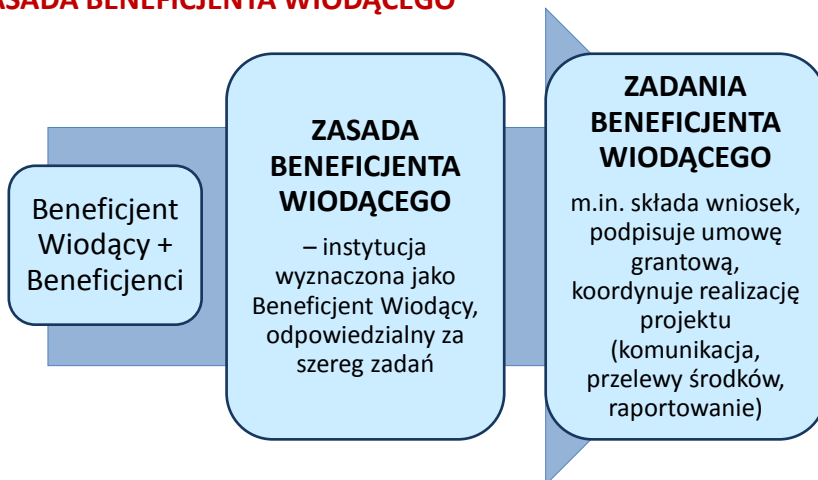 ZASADA BENEFICJENTA WIODĄCEGO
Beneficjent
Wiodący +
Beneficjenci
ZASADA
BENEFICJENTA
WIODĄCEGO
– instytucja
wyznaczona jako
Beneficjent Wiodący,
odpowiedzialny za
szereg zadań
ZADANIA
BENEFICJENTA
WIODĄCEGO
m.in. składa wniosek,
podpisuje umowę
grantową,
koordynuje realizację
projektu
(komunikacja,
przelewy środków,
raportowanie)